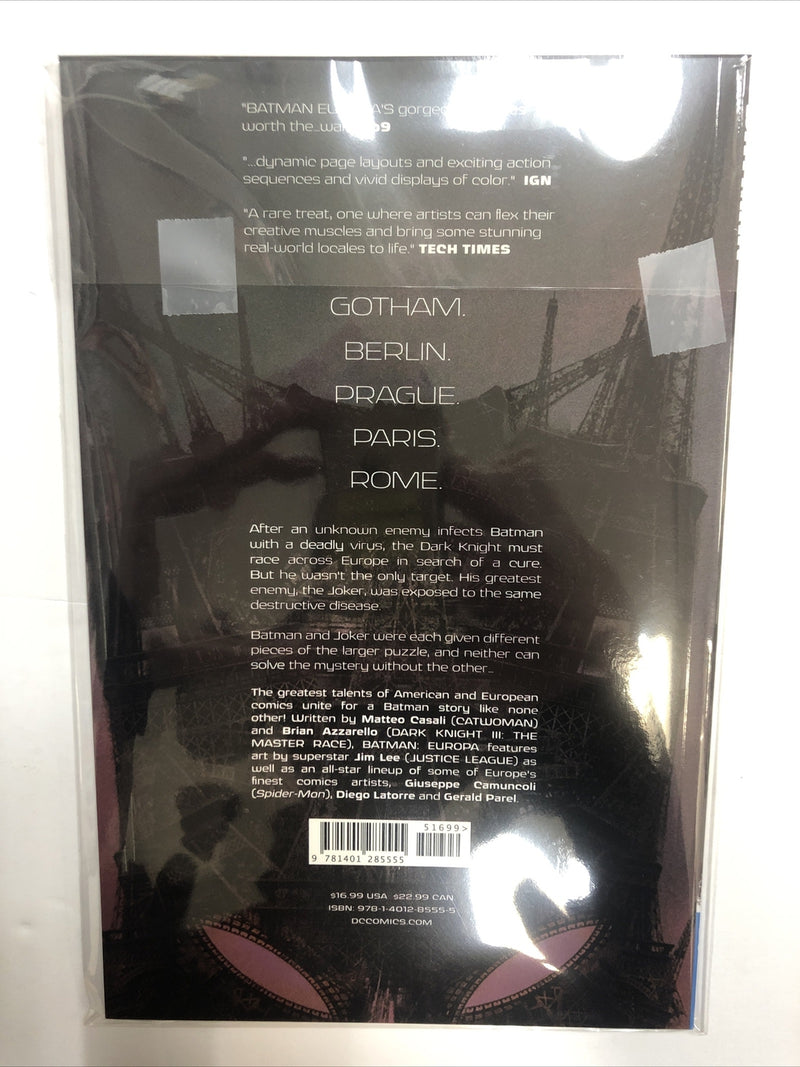 "BATMAN EU A'S gorge
worth the...wa o9
"...dynamic page layouts and exciting action
sequences and vivid displays of color." IGN
"A rare treat, one where artists can flex their
creative muscles and bring some stunning
real-world locales to life." TECH TIMES
GOTHAM.
BERLIN.
PRAGUE.
PARIS.
ROME.
After an unknown enemy infects Batman
with a deadly virus, the Dark Knight must
race across Europe in search of a cure.
But he wasn't the only target. His greatest
enemy, the Joker, was exposed to the same
destructive disease.
Batman and Joker were each given different
pieces of the larger puzzle, and neither can
solve the mystery without the other...
The greatest talents of American and European
comics unite for a Batman story like none
other! Written by Matteo Casali (CATWOMAN)
and Brian Azzarello (DARK KNIGHT III: THE
MASTER RACE), BATMAN: EUROPA features
art by superstar Jim Lee (JUSTICE LEAGUE) as
well as an all-star lineup of some of Europe's
finest comics artists, Giuseppe Camuncoli
(Spider-Man), Diego Latorre and Gerald Parel.
51699>
9 781401 285555
$16.99 USA $22.99 CAN
ISBN: 978-1-4012-8555-5
DCCOMICS.COM